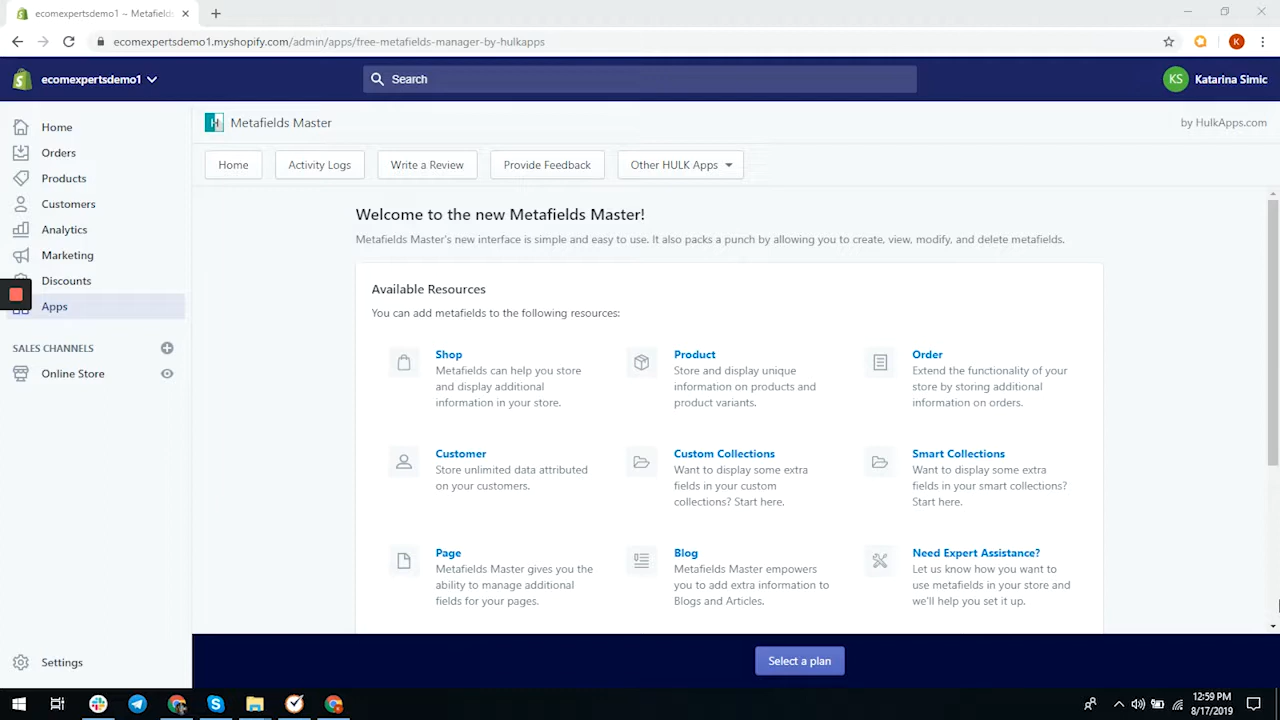 ecomexpertsdemo1 ~ Metafields
ecomexpertsdemo1.myshopify.com/admin/apps/free-metafields-manager-by-hulkapps
K
ecomexpertsdemo1
Search
KS
Katarina Simic
Home
Orders
Products
Customers
Analytics
Marketing
Discounts
Apps
SALES CHANNELS
Online Store
Settings
H
Metafields Master
by HulkApps.com
Home
Activity Logs
Write a Review
Provide Feedback
Other HULK Apps
Welcome to the new Metafields Master!
Metafields Master's new interface is simple and easy to use. It also packs a punch by allowing you to create, view, modify, and delete metafields.
Available Resources
You can add metafields to the following resources:
Shop
Metafields can help you store
and display additional
information in your store.
Product
Store and display unique
information on products and
product variants.
Order
Extend the functionality of your
store by storing additional
information on orders.
Customer
Store unlimited data attributed
on your customers.
Custom Collections
Want to display some extra
fields in your custom
collections? Start here.
Smart Collections
Want to display some extra
fields in your smart collections?
Start here.
Page
Metafields Master gives you the
ability to manage additional
fields for your pages.
Blog
Metafields Master empowers
you to add extra information to
Blogs and Articles.
Need Expert Assistance?
Let us know how you want to
use metafields in your store and
we'll help you set it up.
Select a plan
12:59 PM
8/17/2019